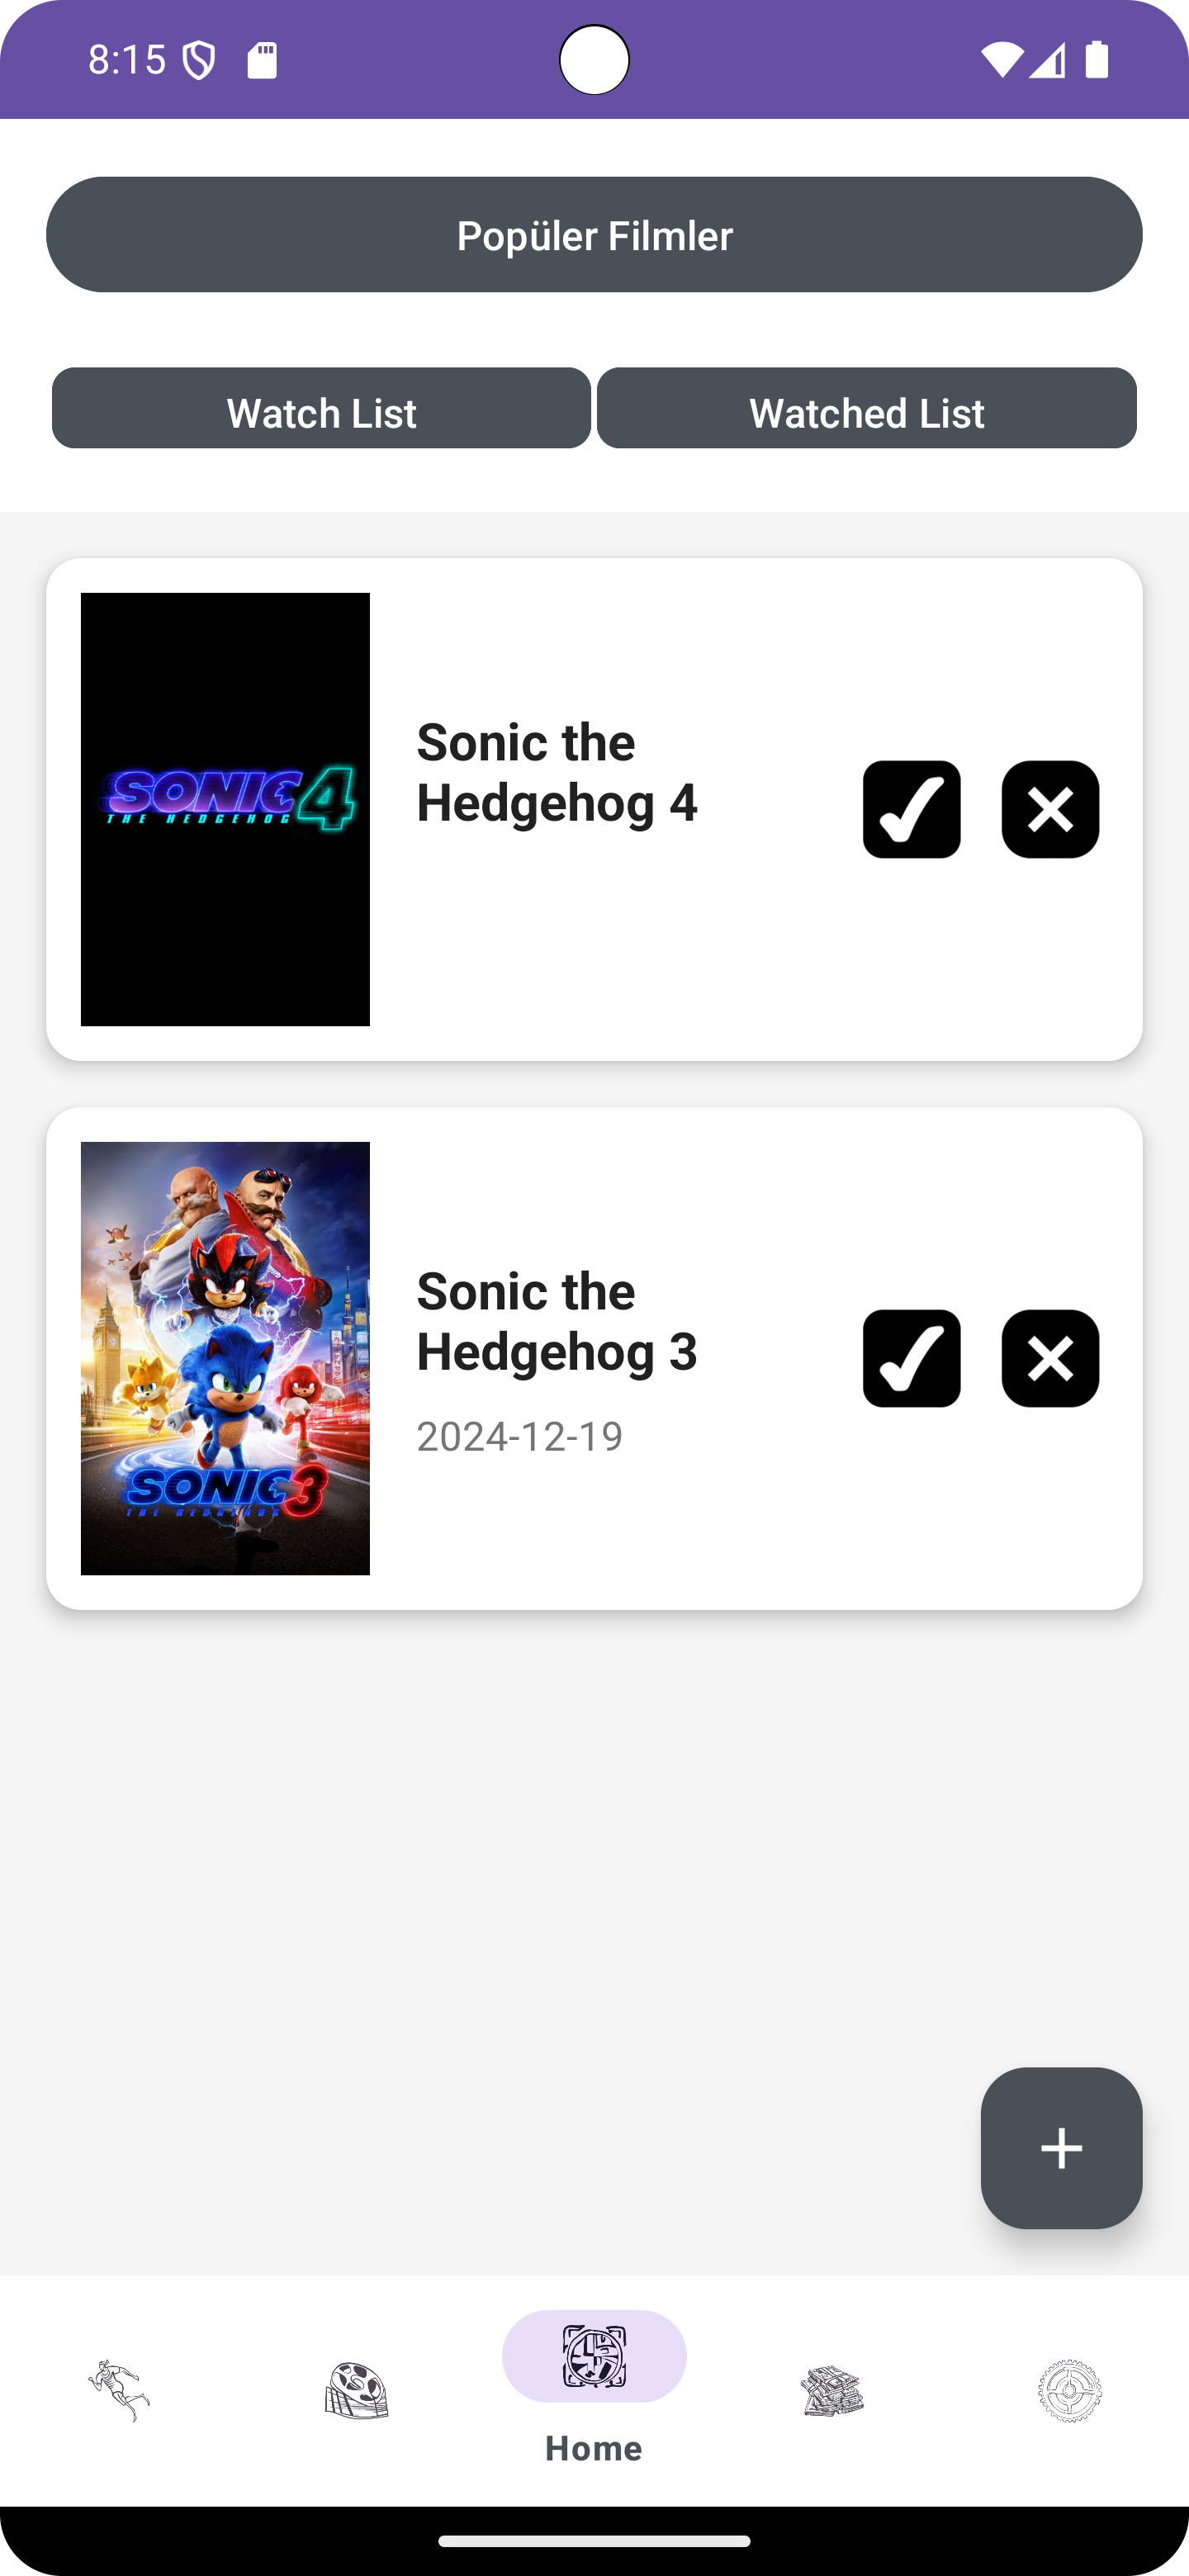 8:15
Popüler Filmler
Watch List
Watched List
SONIC 4
THE HEDGEHOG
Sonic the
Hedgehog 4
SONIC 3
THE HEDGEHOG
Sonic the
Hedgehog 3
2024-12-19
Home